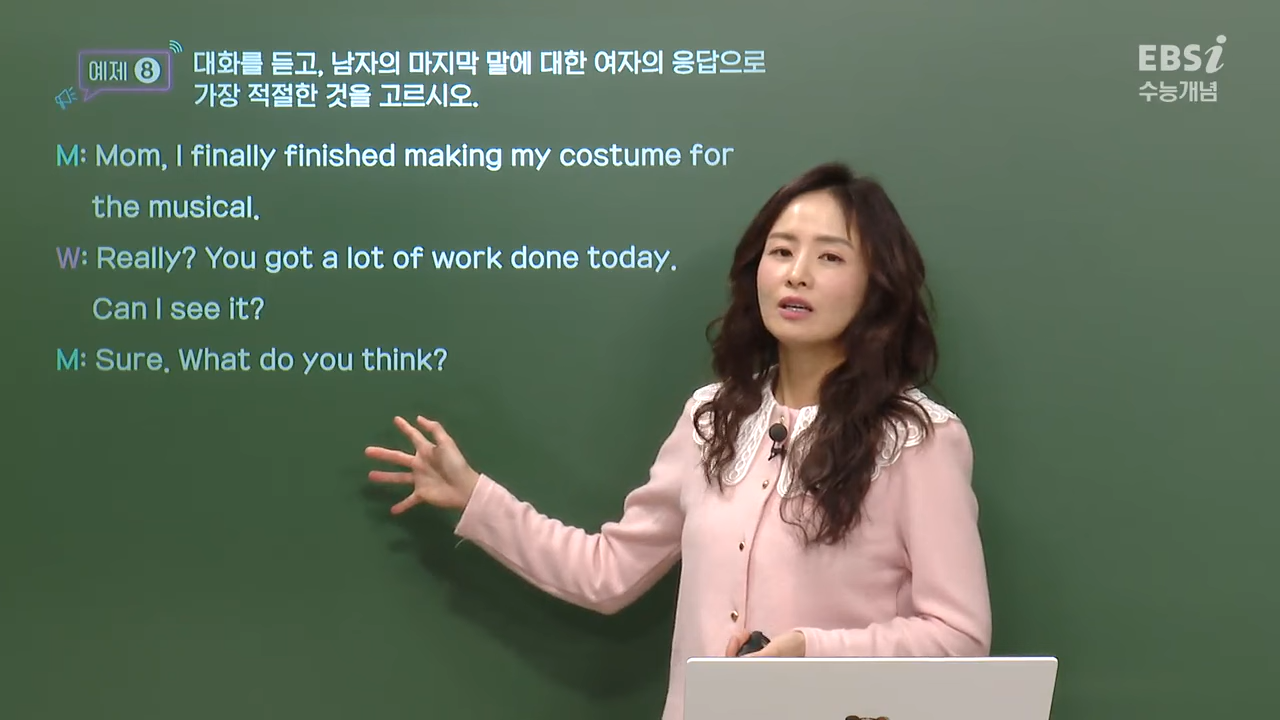 예제 8
대화를 듣고, 남자의 마지막 말에 대한 여자의 응답으로
가장 적절한 것을 고르시오.
EBSi
수능개념
M: Mom, I finally finished making my costume for
the musical.
W: Really? You got a lot of work done today.
Can I see it?
M: Sure. What do you think?